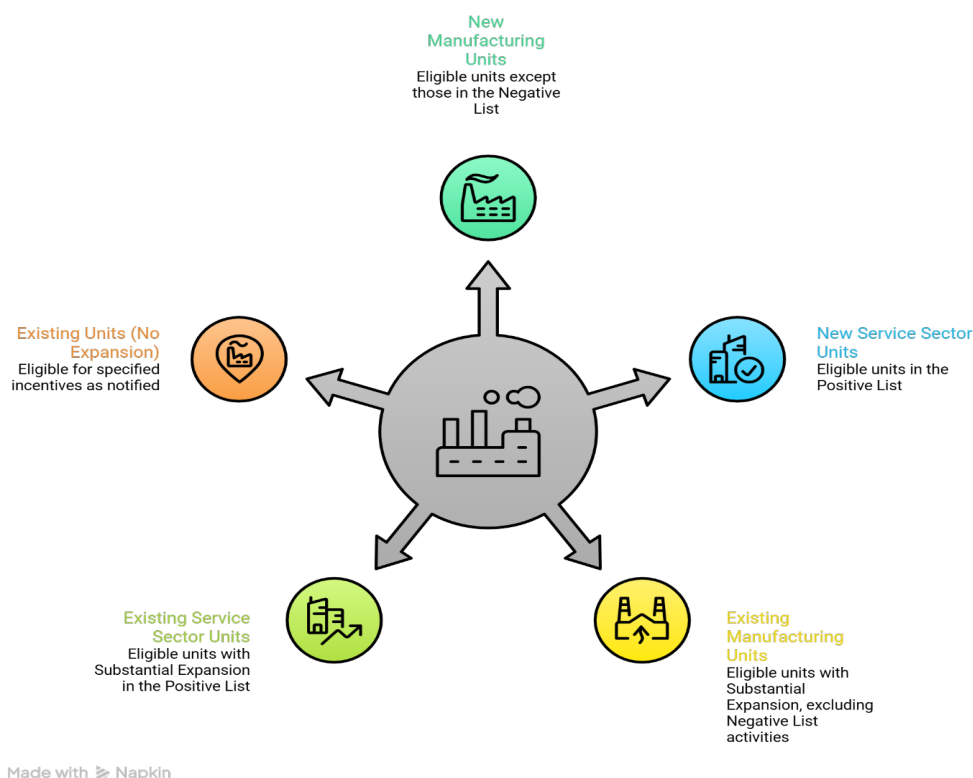 New
Manufacturing
Units
Eligible units except
those in the Negative
List
Existing Units (No
Expansion)
Eligible for specified
incentives as notified
New Service Sector
Units
Eligible units in the
Positive List
Existing Service
Sector Units
Eligible units with
Substantial Expansion
in the Positive List
Existing
Manufacturing
Units
Eligible units with
Substantial
Expansion, excluding
Negative List
activities
Made with Napkin